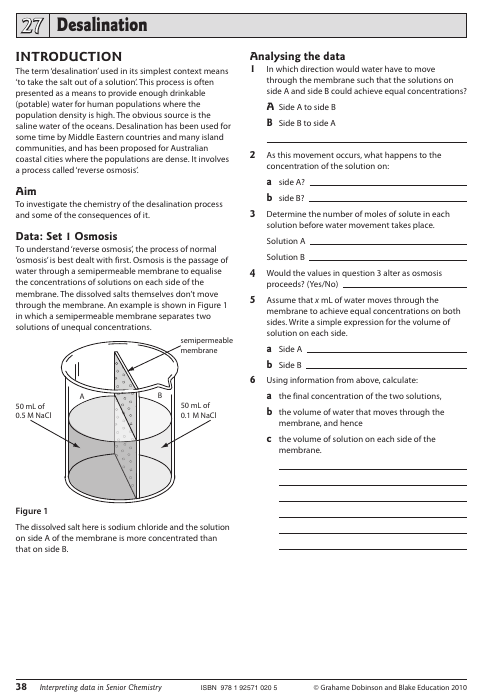 27 Desalination
INTRODUCTION
The term 'desalination' used in its simplest context means
'to take the salt out of a solution'. This process is often
presented as a means to provide enough drinkable
(potable) water for human populations where the
population density is high. The obvious source is the
saline water of the oceans. Desalination has been used for
some time by Middle Eastern countries and many island
communities, and has been proposed for Australian
coastal cities where the populations are dense. It involves
a process called 'reverse osmosis'.
Aim
To investigate the chemistry of the desalination process
and some of the consequences of it.
Data: Set 1 Osmosis
To understand 'reverse osmosis', the process of normal
'osmosis' is best dealt with first. Osmosis is the passage of
water through a semipermeable membrane to equalise
the concentrations of solutions on each side of the
membrane. The dissolved salts themselves don't move
through the membrane. An example is shown in Figure 1
in which a semipermeable membrane separates two
solutions of unequal concentrations.
semipermeable
membrane
A
B
50 mL of
0.5 M NaCl
50 mL of
0.1 M NaCl
Figure 1
The dissolved salt here is sodium chloride and the solution
on side A of the membrane is more concentrated than
that on side B.
Analysing the data
1 In which direction would water have to move
through the membrane such that the solutions on
side A and side B could achieve equal concentrations?
A Side A to side B
B Side B to side A
2 As this movement occurs, what happens to the
concentration of the solution on:
a side A?
b side B?
3 Determine the number of moles of solute in each
solution before water movement takes place.
Solution A
Solution B
4 Would the values in question 3 alter as osmosis
proceeds? (Yes/No)
5 Assume that x mL of water moves through the
membrane to achieve equal concentrations on both
sides. Write a simple expression for the volume of
solution on each side.
a Side A
b Side B
6 Using information from above, calculate:
a the final concentration of the two solutions,
b the volume of water that moves through the
membrane, and hence
c the volume of solution on each side of the
membrane.
38 Interpreting data in Senior Chemistry ISBN 978 1 92571 020 5 © Grahame Dobinson and Blake Education 2010